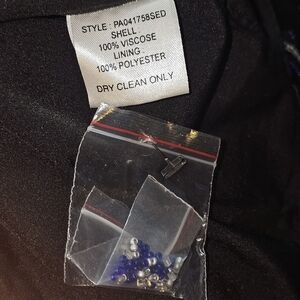 STYLE : PA041758SED
SHELL
100% VISCOSE
LINING .
100% POLYESTER
DRY CLEAN ONLY